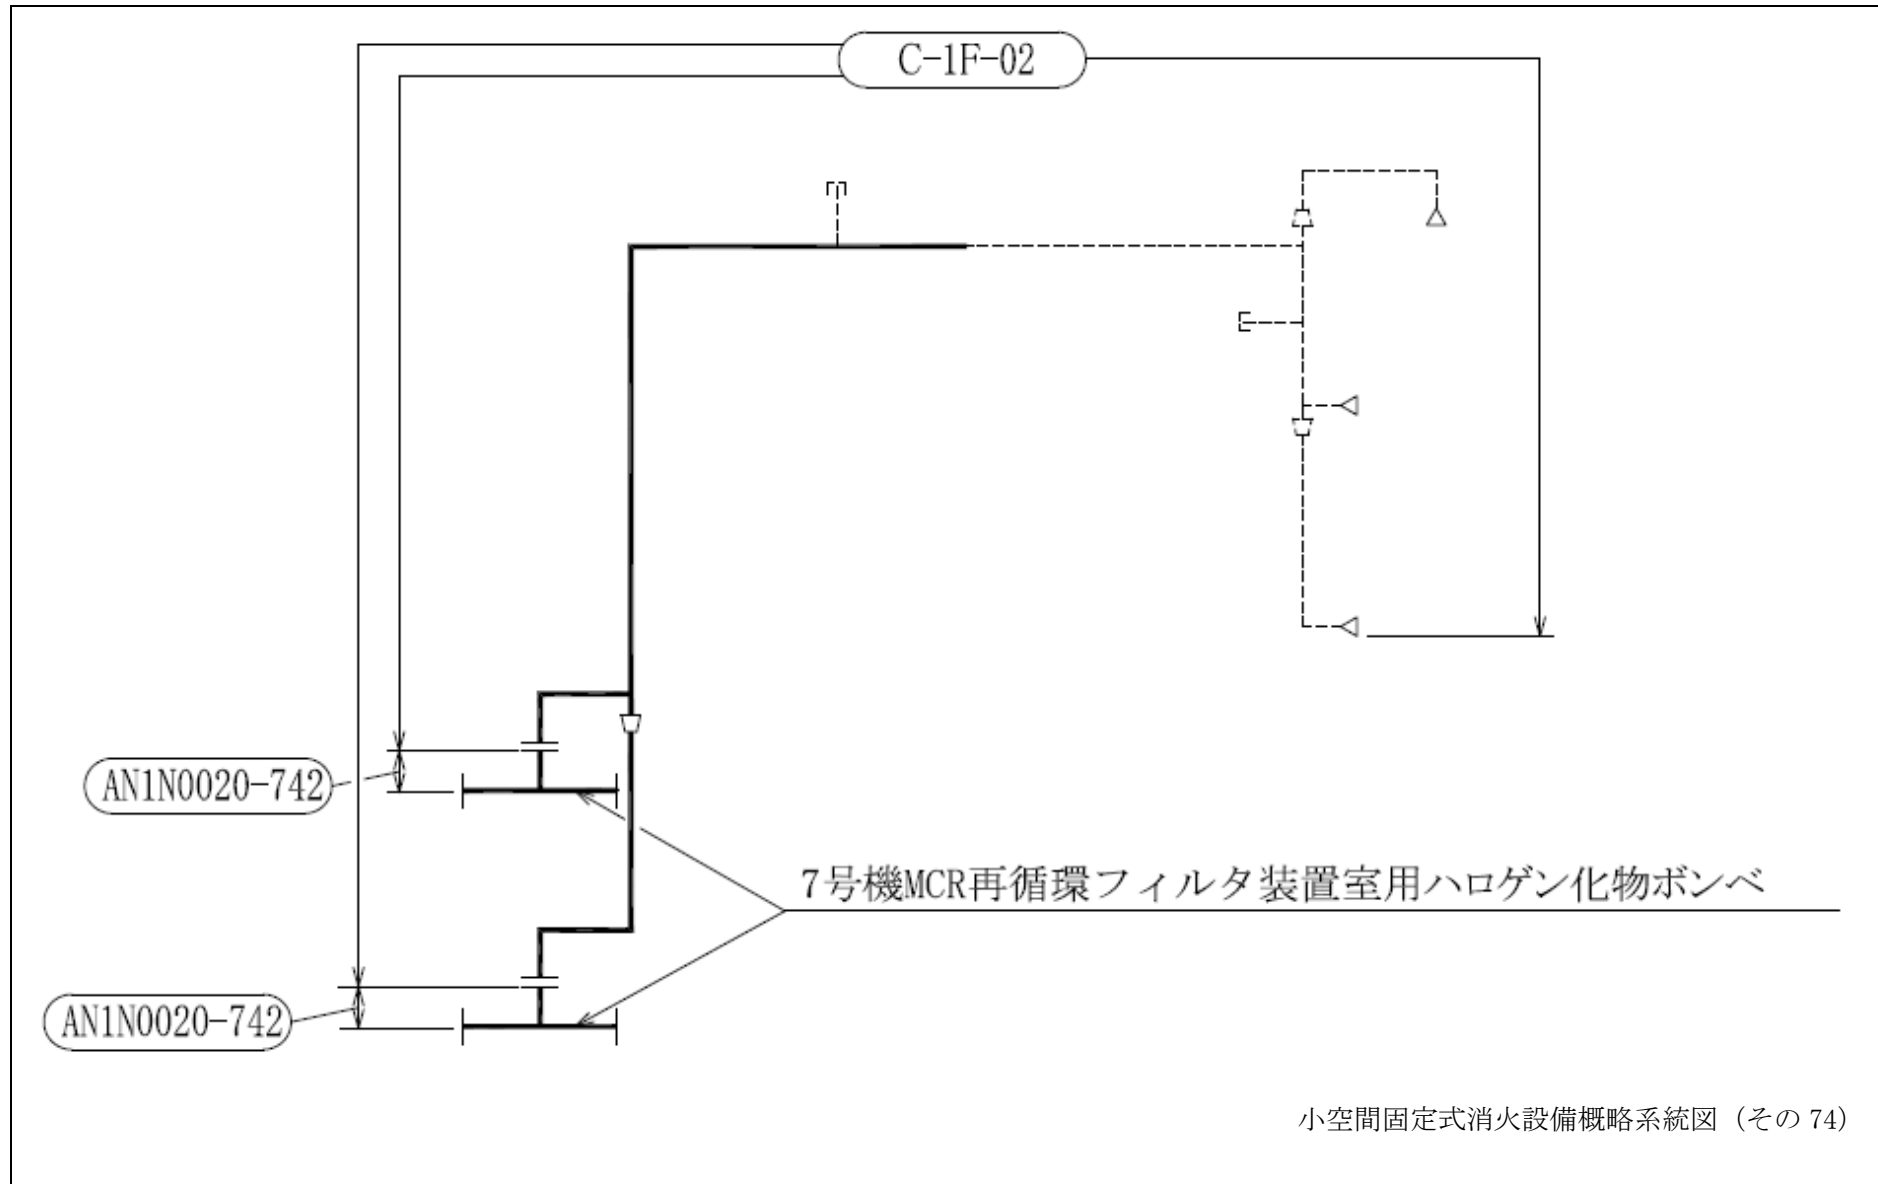 C-1F-02
AN1N0020-742
7号機MCR再循環フィルタ装置室用ハロゲン化物ボンベ
AN1N0020-742
小空間固定式消火設備概略系統図（その 74）